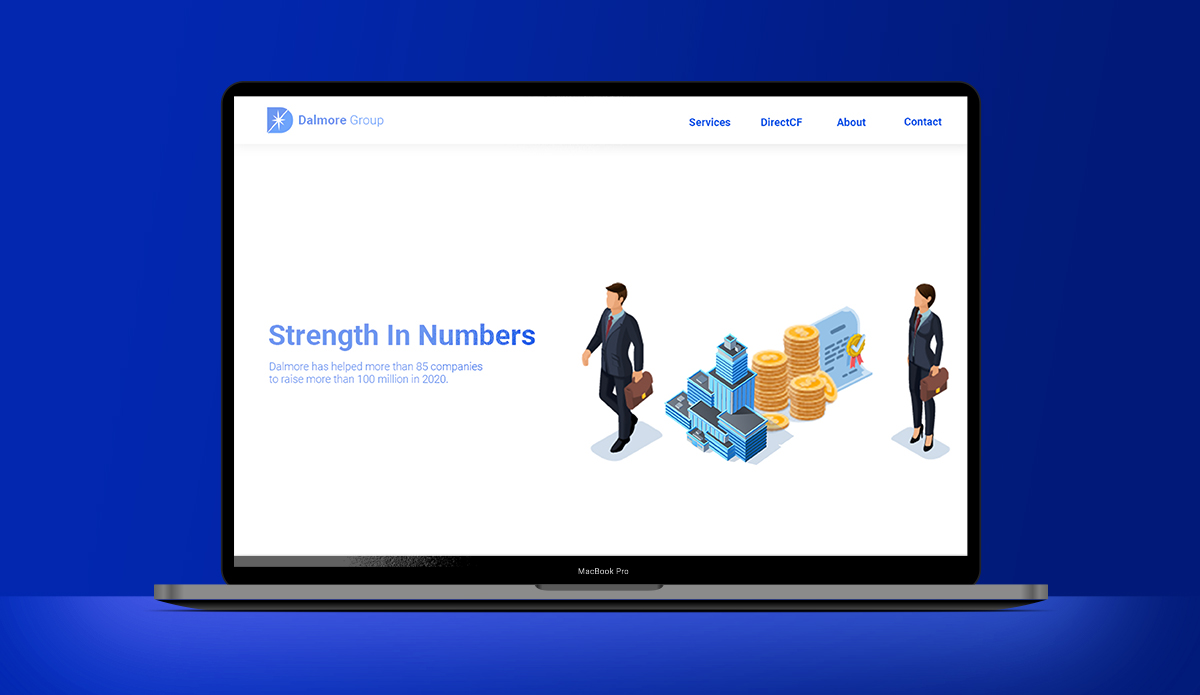 Dalmore Group
Services DirectCF About Contact
Strength In Numbers
Dalmore has helped more than 85 companies
to raise more than 100 million in 2020.
MacBook Pro